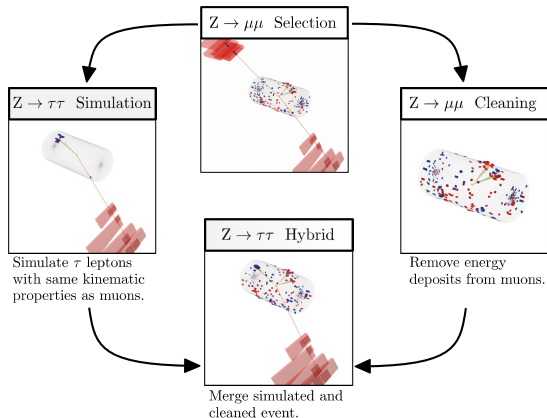 Z → μμ Selection
Z → ττ Simulation
Z → μμ Cleaning
Simulate τ leptons
with same kinematic
properties as muons.
Remove energy
deposits from muons.
Z → ττ Hybrid
Merge simulated and
cleaned event.